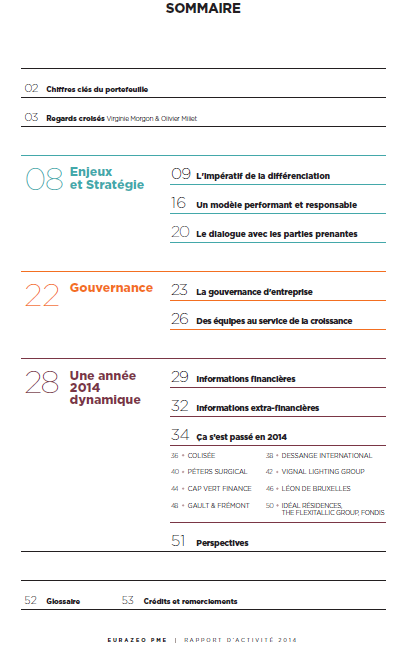 SOMMAIRE
02 Chiffres clés du portefeuille
03 Regards croisés Virginie Morgon & Olivier Millet
08 Enjeux
et Stratégie
09 L'impératif de la différenciation
16 Un modèle performant et responsable
20 Le dialogue avec les parties prenantes
22 Gouvernance
23 La gouvernance d'entreprise
26 Des équipes au service de la croissance
28 Une année
2014
dynamique
29 Informations financières
32 Informations extra-financières
34 Ça s'est passé en 2014
36 • COLISÉE
38 • DESSANGE INTERNATIONAL
40 • PÉTERS SURGICAL
42 • VIGNAL LIGHTING GROUP
44 • CAP VERT FINANCE
46 • LÉON DE BRUXELLES
48 • GAULT & FRÉMONT
50 • IDÉAL RÉSIDENCES,
THE FLEXITALLIC GROUP, FONDIS
51 Perspectives
52 Glossaire
53 Crédits et remerciements
EURAZEO PME | RAPPORT D'ACTIVITÉ 2014